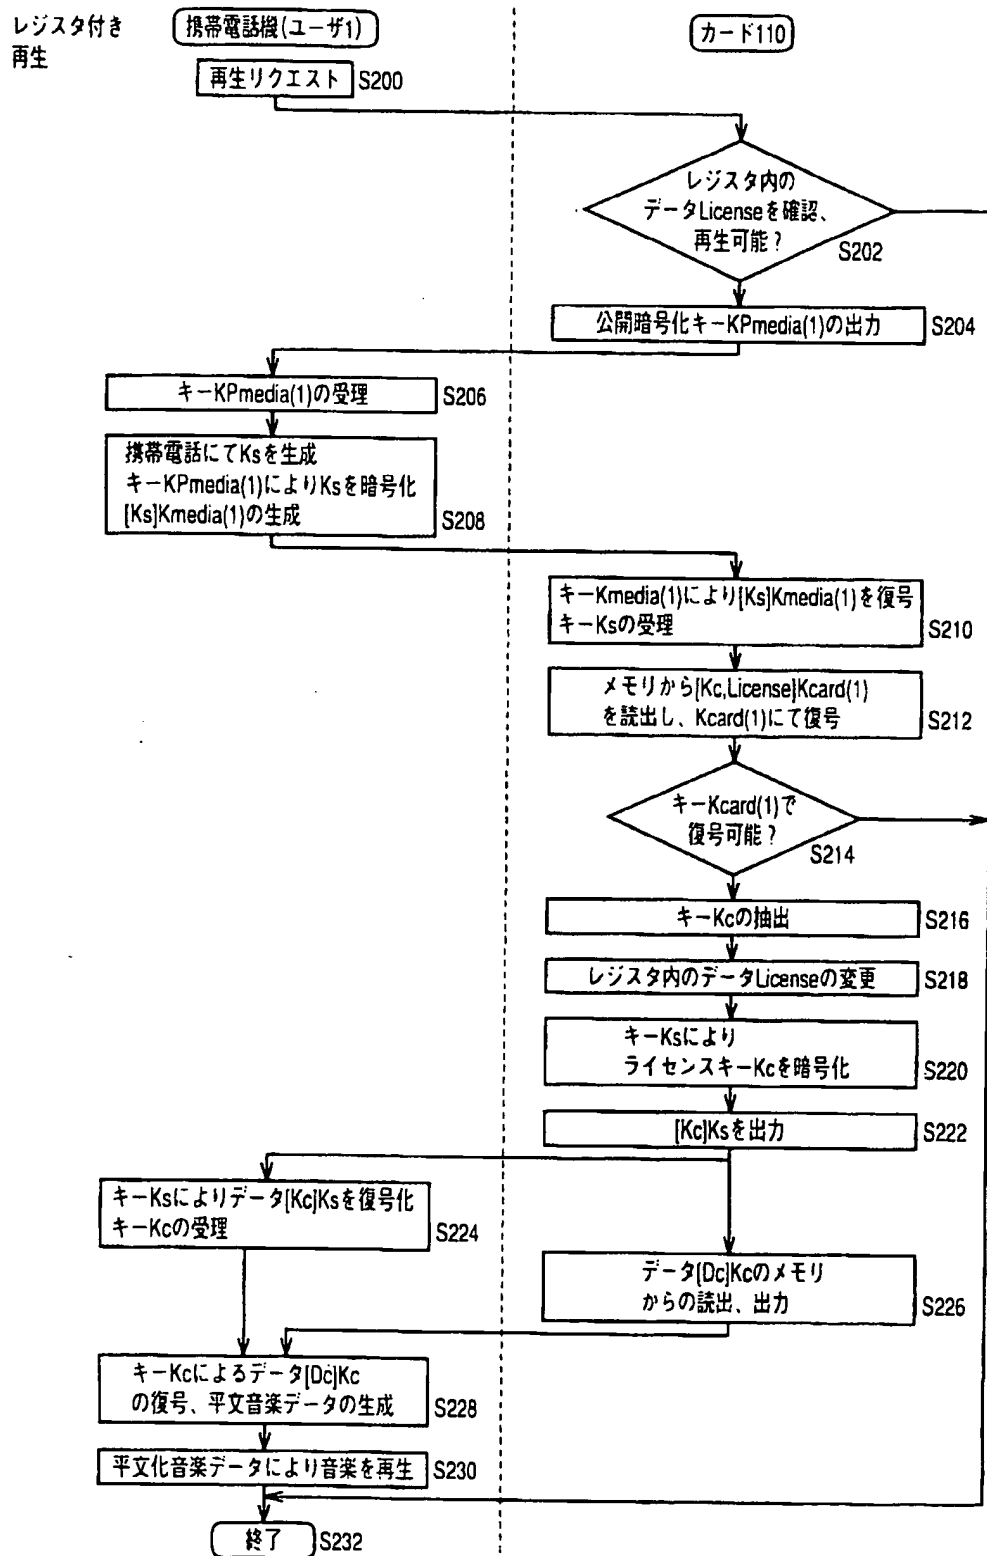 レジスタ付き
再生
携帯電話機(ユーザ1)
カード110
再生リクエスト
S200
レジスタ内の
データLicenseを確認、
再生可能?
S202
公開暗号化キーKPmedia(1)の出力
S204
キーKPmedia(1)の受理
S206
携帯電話にてKsを生成
キーKPmedia(1)によりKsを暗号化
[Ks]Kmedia(1)の生成
S208
キーKmedia(1)により[Ks]Kmedia(1)を復号
キーKsの受理
S210
メモリから[Kc,License]Kcard(1)
を読出し、Kcard(1)にて復号
S212
キーKcard(1)で
復号可能?
S214
キーKcの抽出
S216
レジスタ内のデータLicenseの変更
S218
キーKsにより
ライセンスキーKcを暗号化
S220
[Kc]Ksを出力
S222
キーKsによりデータ[Kc]Ksを復号化
キーKcの受理
S224
データ[Dc]Kcのメモリ
からの読出、出力
S226
キーKcによるデータ[Dc]Kc
の復号、平文音楽データの生成
S228
平文化音楽データにより音楽を再生
S230
終了
S232